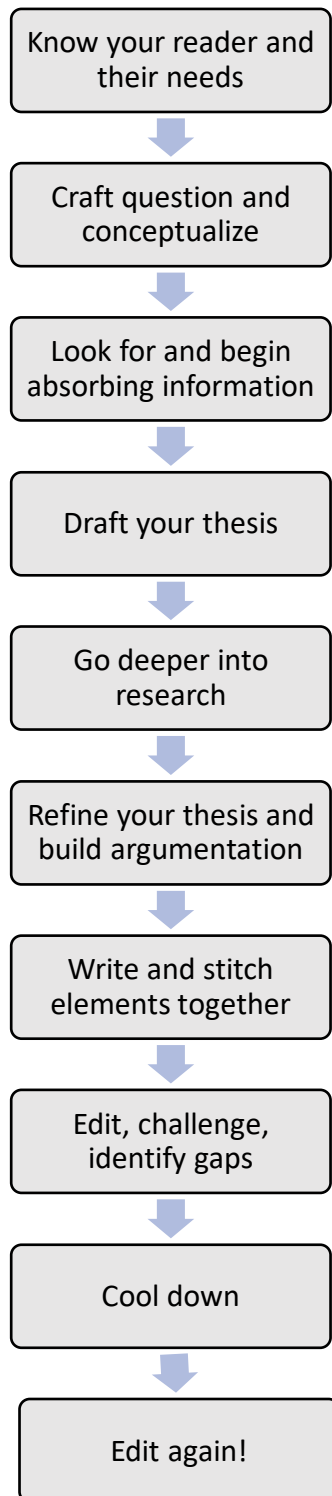 Know your reader and
their needs
Craft question and
conceptualize
Look for and begin
absorbing information
Draft your thesis
Go deeper into
research
Refine your thesis and
build argumentation
Write and stitch
elements together
Edit, challenge,
identify gaps
Cool down
Edit again!